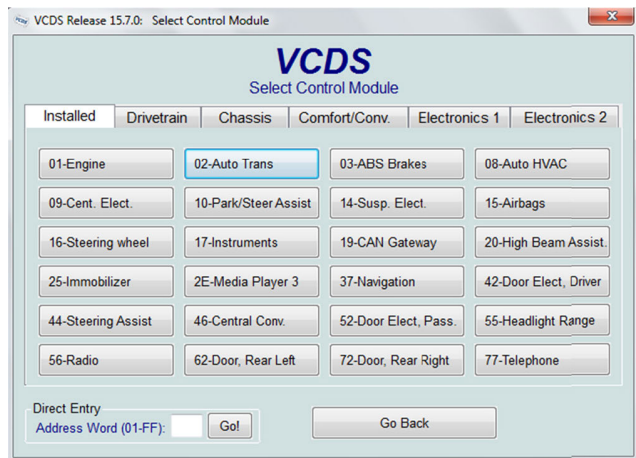 VCDS Release 15.7.0: Select Control Module
VCDS
Select Control Module
Installed Drivetrain Chassis Comfort/Conv. Electronics 1 Electronics 2
01-Engine 02-Auto Trans 03-ABS Brakes 08-Auto HVAC
09-Cent. Elect. 10-Park/Steer Assist 14-Susp. Elect. 15-Airbags
16-Steering wheel 17-Instruments 19-CAN Gateway 20-High Beam Assist.
25-Immobilizer 2E-Media Player 3 37-Navigation 42-Door Elect, Driver
44-Steering Assist 46-Central Conv. 52-Door Elect, Pass. 55-Headlight Range
56-Radio 62-Door, Rear Left 72-Door, Rear Right 77-Telephone
Direct Entry
Address Word (01-FF): Go! Go Back